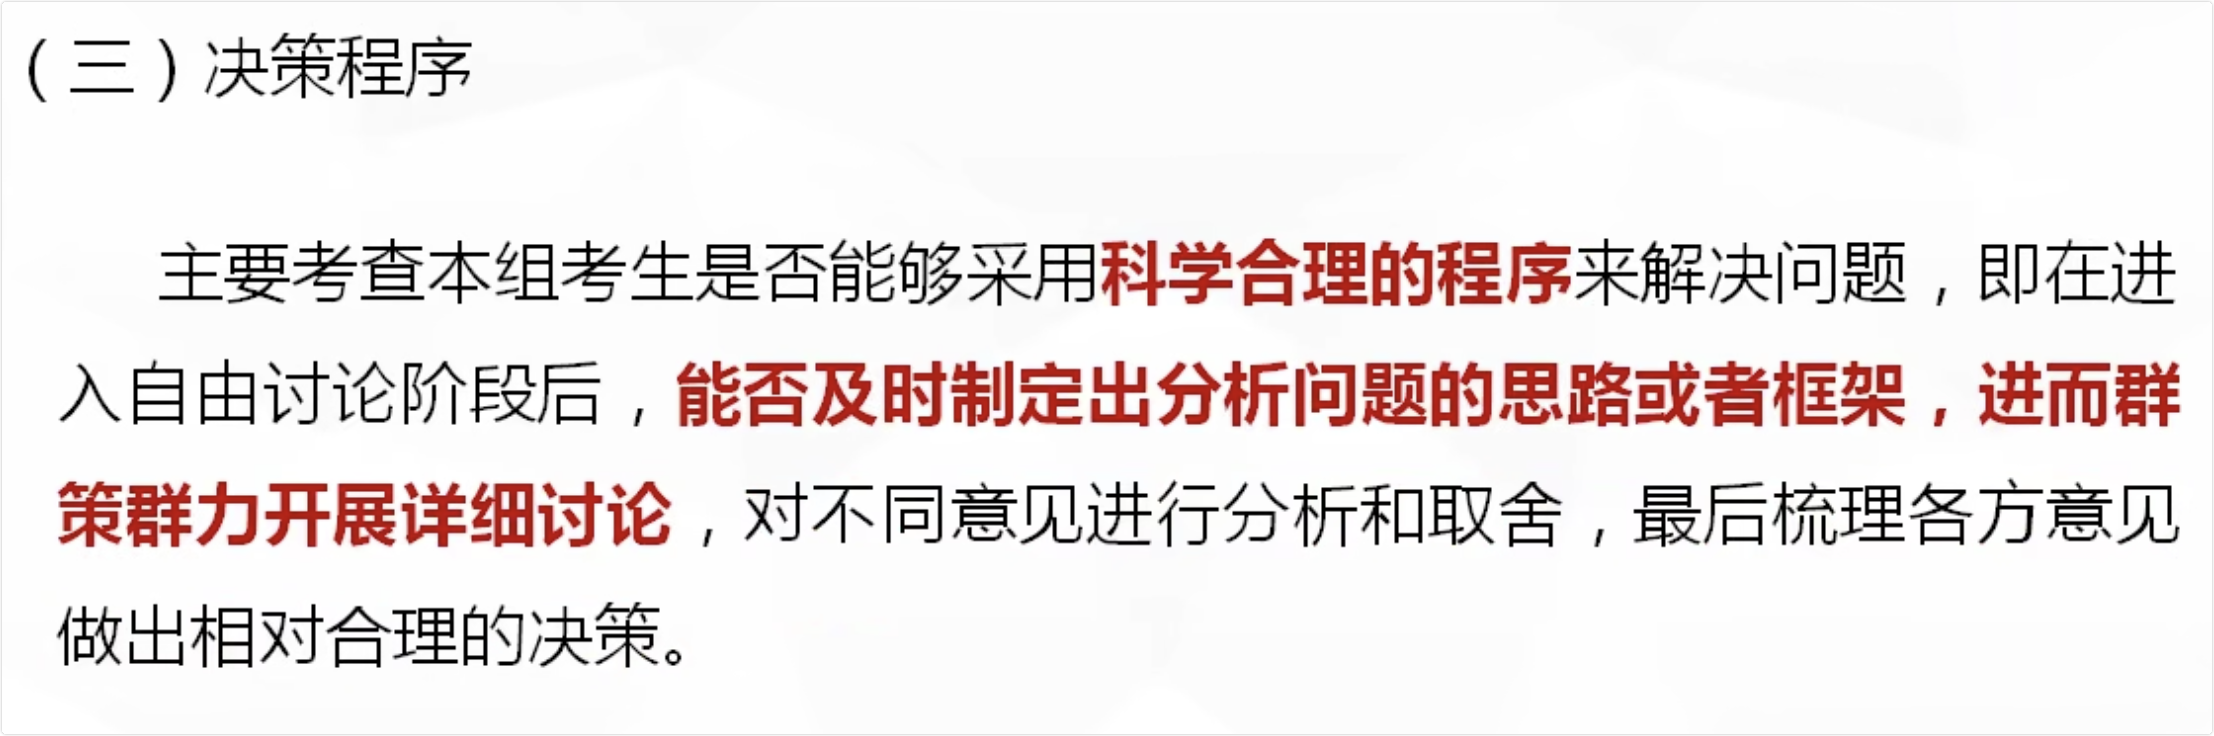 （三）决策程序
主要考查本组考生是否能够采用科学合理的程序来解决问题，即在进
入自由讨论阶段后，能否及时制定出分析问题的思路或者框架，进而群
策群力开展详细讨论，对不同意见进行分析和取舍，最后梳理各方意见
做出相对合理的决策。